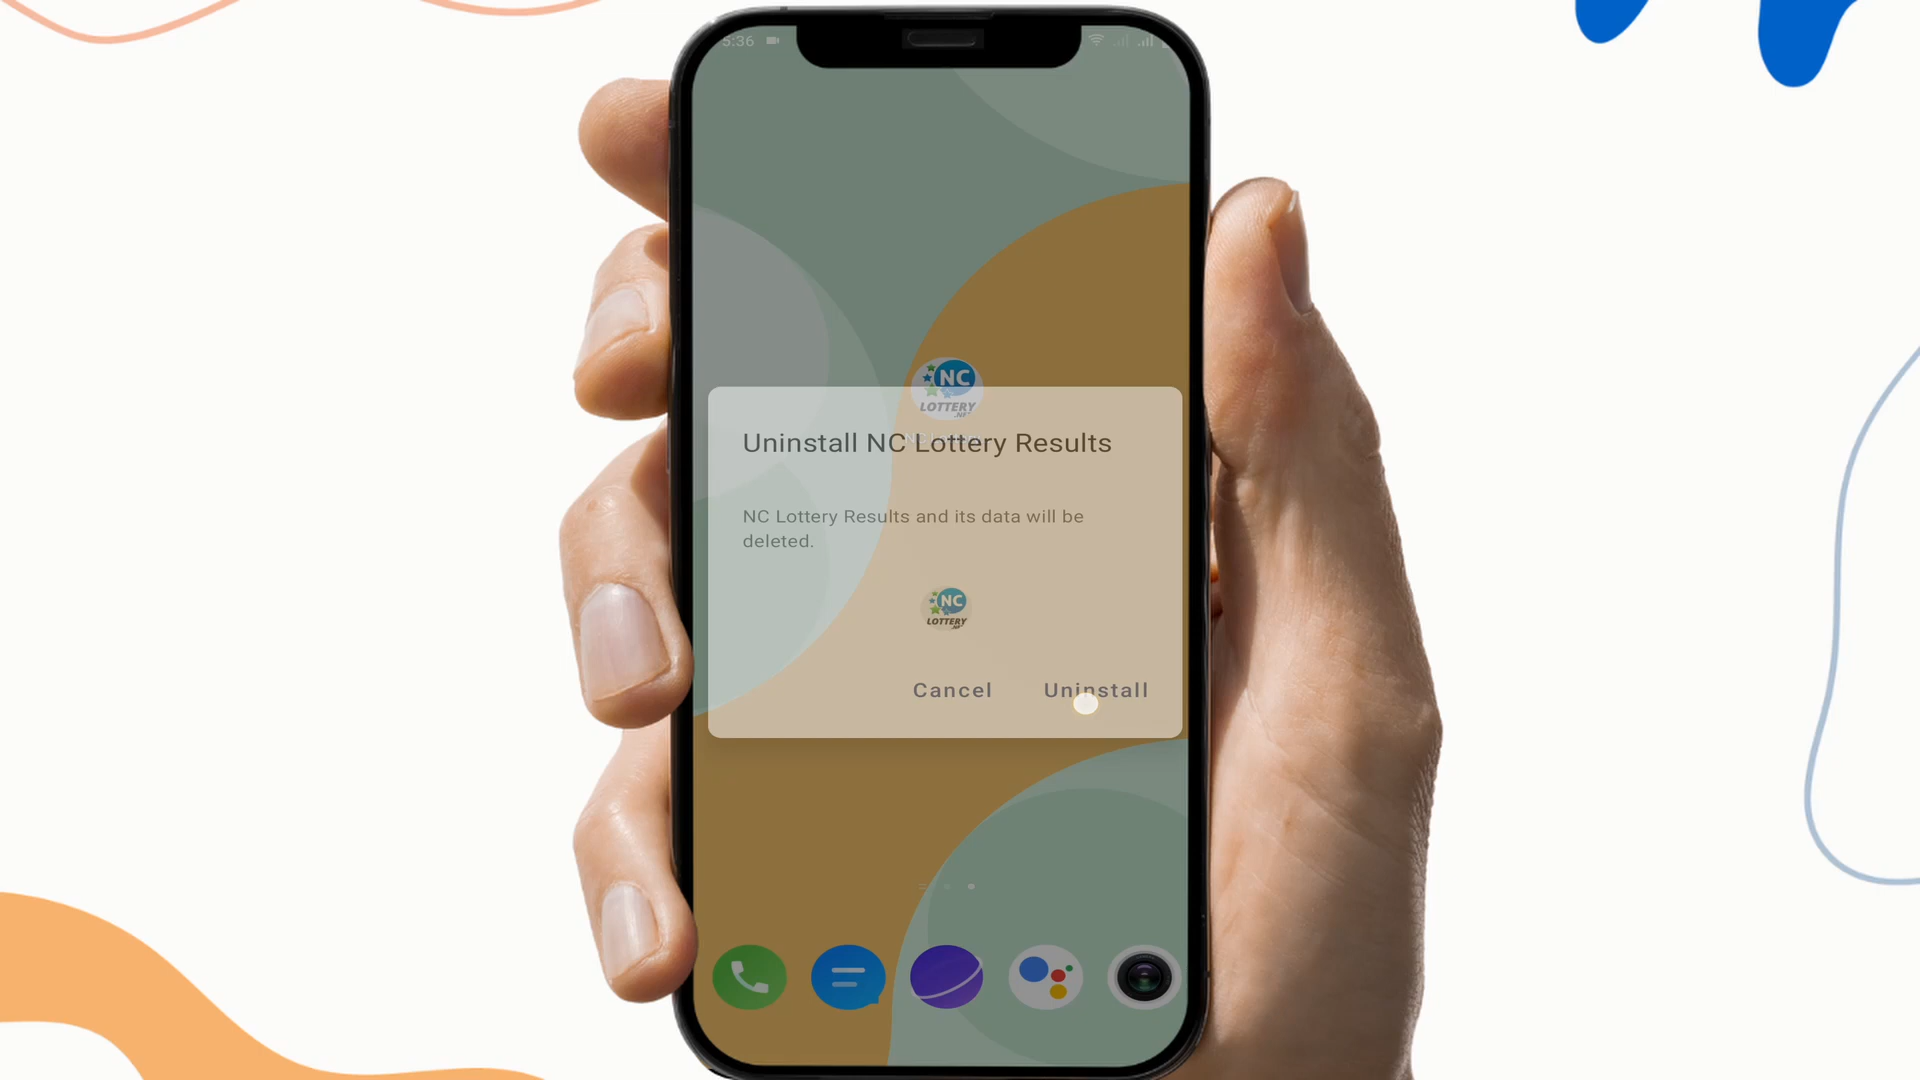 5:36
NC
LOTTERY
.NET
Uninstall NC Lottery Results
NC Lottery Results and its data will be
deleted.
NC
LOTTERY
Cancel
Uninstall